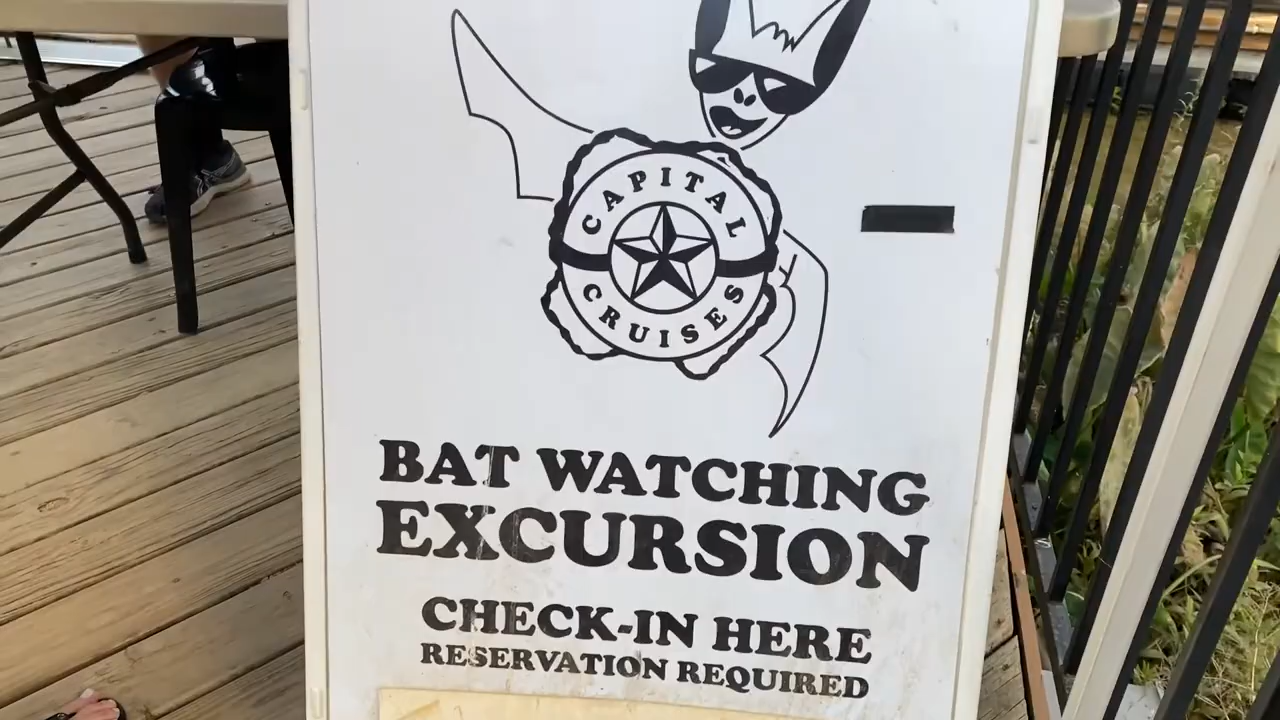 CAPITAL
CRUISES
BAT WATCHING
EXCURSION
CHECK-IN HERE
RESERVATION REQUIRED